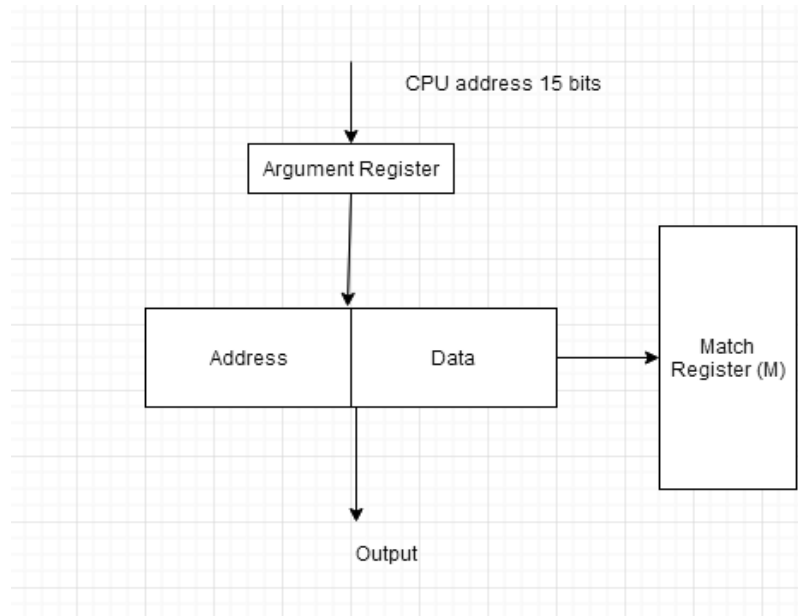 CPU address 15 bits
Argument Register
Address
Data
Match
Register (M)
Output